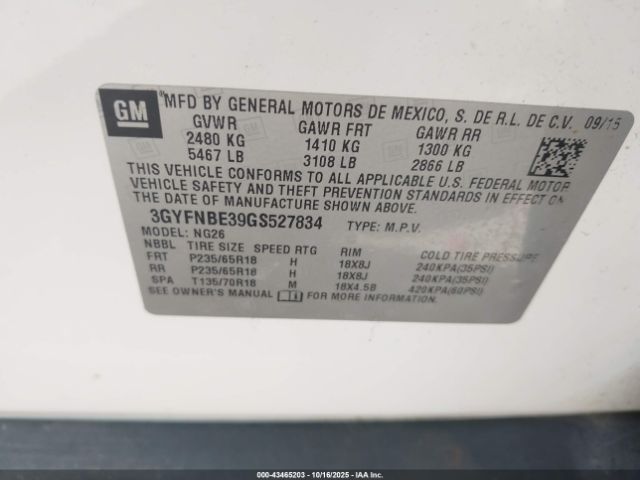 GM
"MFD BY GENERAL MOTORS DE MEXICO, S. DE R.L. DE C.V. 09/15
GVWR GAWR FRT GAWR RR
2480 KG 1410 KG 1300 KG
5467 LB 3108 LB 2866 LB
THIS VEHICLE CONFORMS TO ALL APPLICABLE U.S. FEDERAL MOTOR
VEHICLE SAFETY AND THEFT PREVENTION STANDARDS IN EFFECT ON
THE DATE OF MANUFACTURE SHOWN ABOVE.
3GYFNBE39GS527834 TYPE: M.P.V.
MODEL: NG26
NBBL TIRE SIZE SPEED RTG RIM COLD TIRE PRESSURE
FRT P235/65R18 H 18X8J 240KPA(35PSI)
RR P235/65R18 H 18X8J 240KPA(35PSI)
SPA T135/70R18 M 18X4.5B 420KPA(60PSI)
SEE OWNER'S MANUAL FOR MORE INFORMATION.
000-43465203 - 10/16/2025 - IAAI.COM